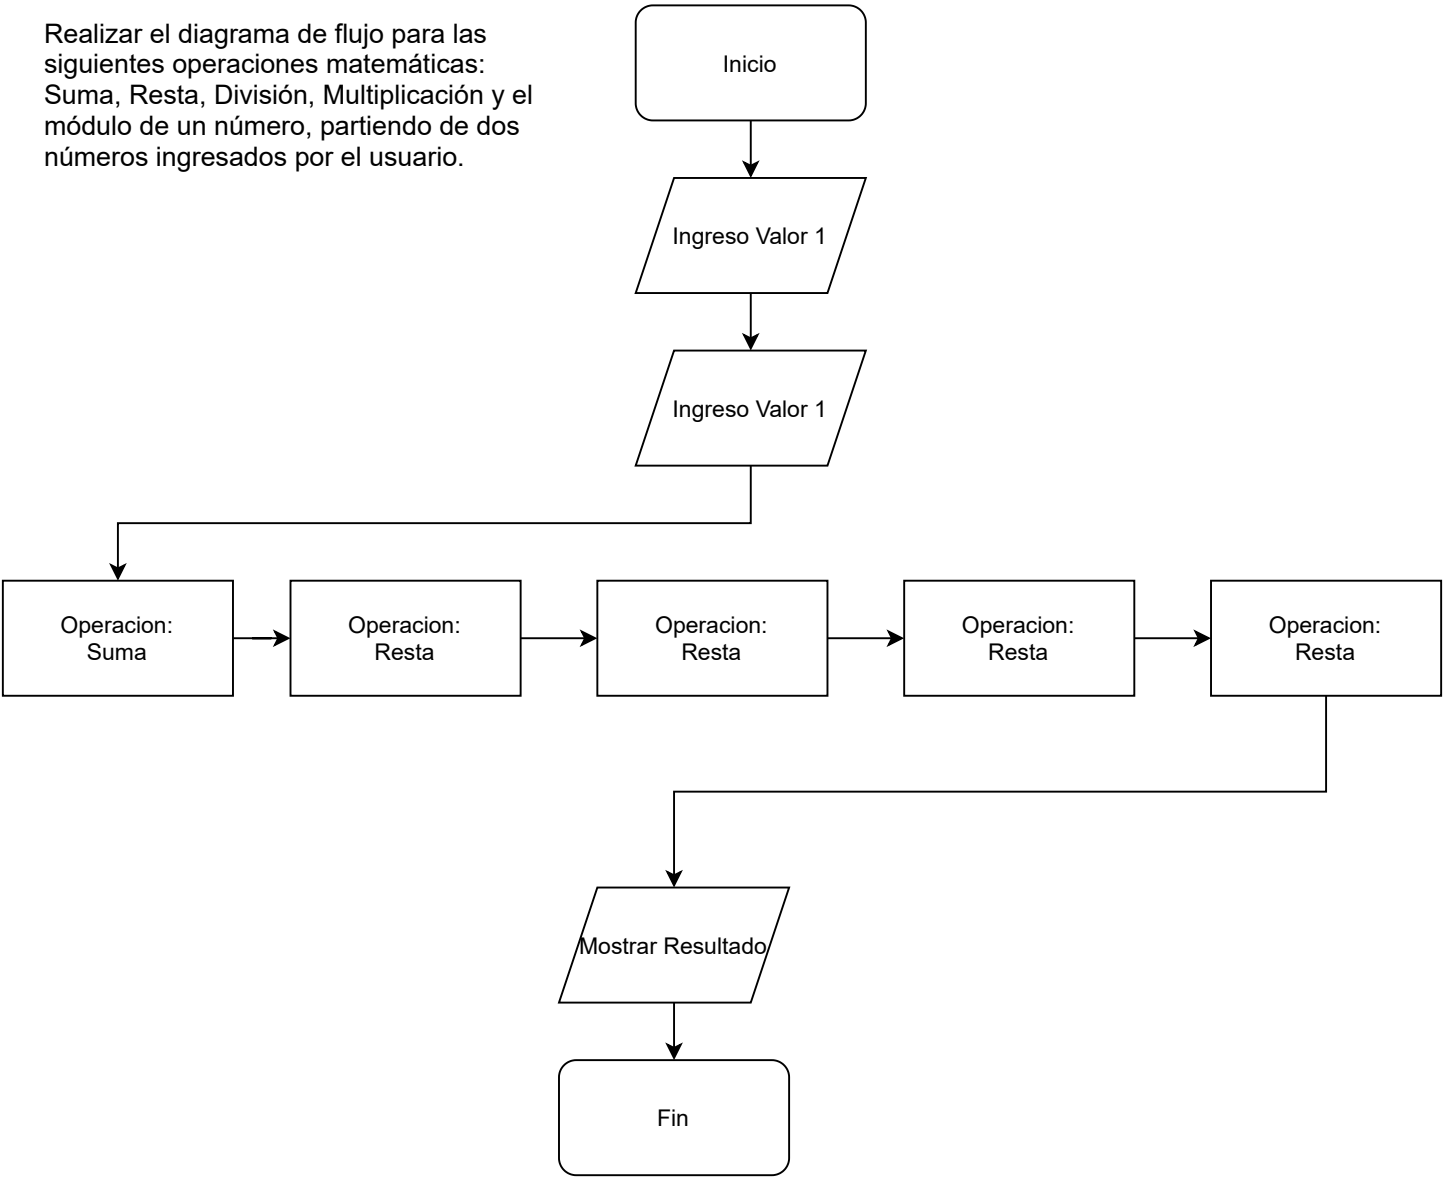 Realizar el diagrama de flujo para las
siguientes operaciones matemáticas:
Suma, Resta, División, Multiplicación y el
módulo de un número, partiendo de dos
números ingresados por el usuario.
Inicio
Ingreso Valor 1
Ingreso Valor 1
Operacion:
Suma
Operacion:
Resta
Operacion:
Resta
Operacion:
Resta
Operacion:
Resta
Mostrar Resultado
Fin